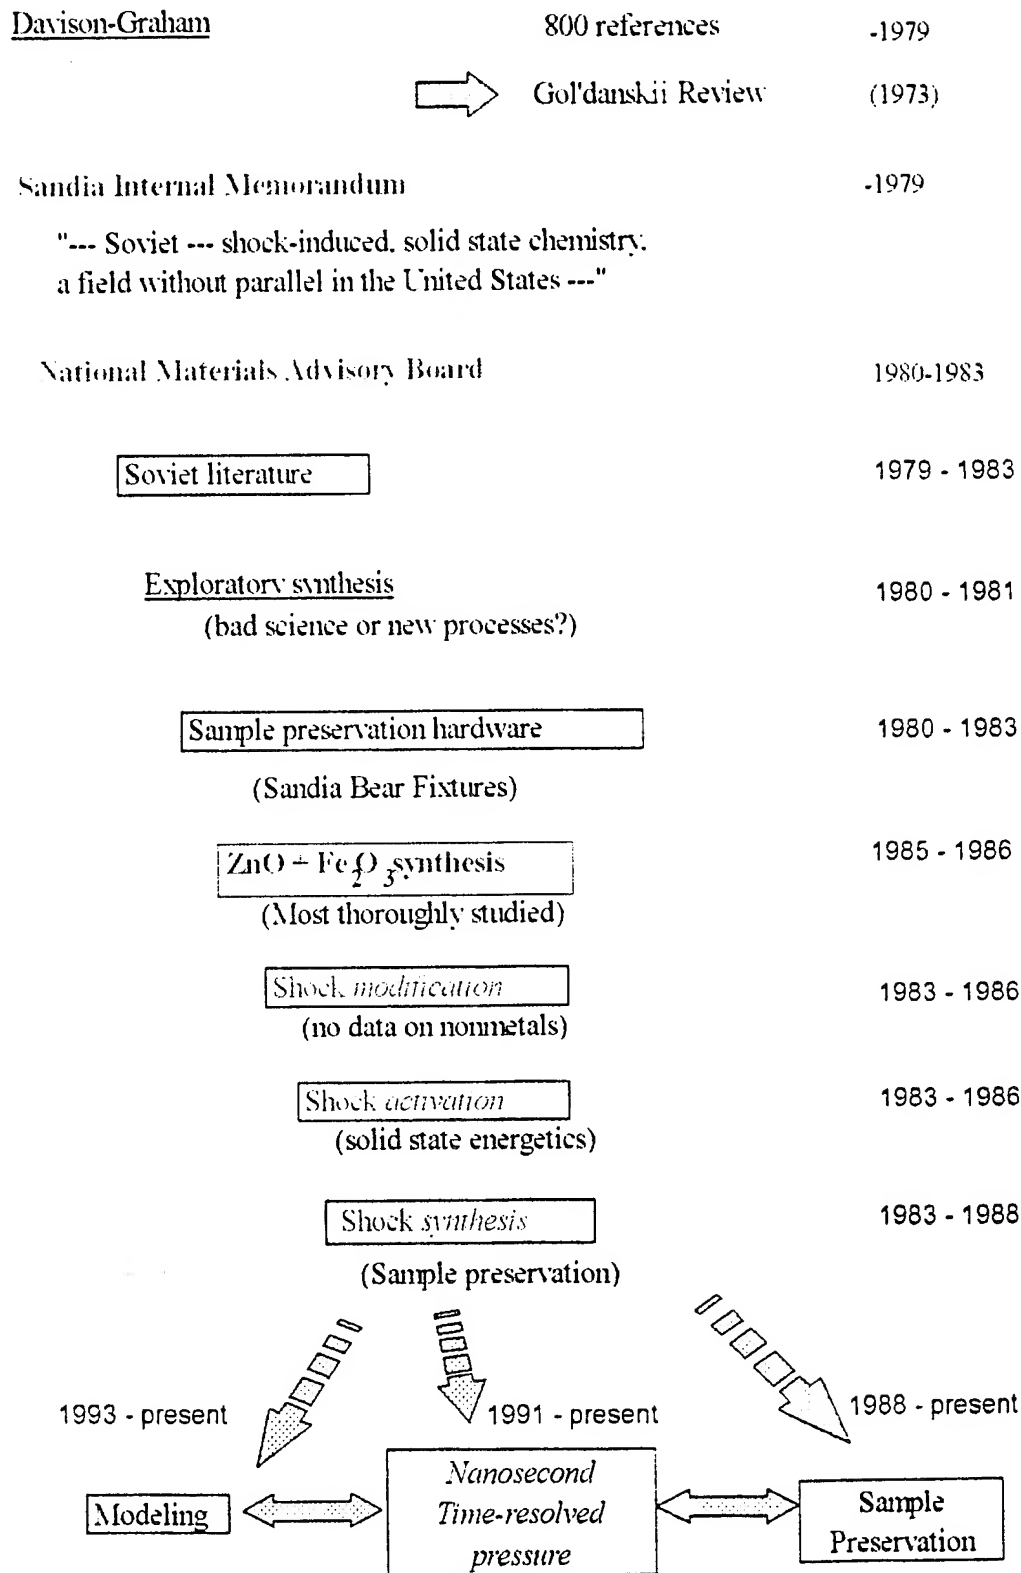 Davison-Graham 800 references -1979
Gol'danskii Review (1973)
Sandia Internal Memorandum -1979
"--- Soviet --- shock-induced, solid state chemistry,
a field without parallel in the United States ---"
National Materials Advisory Board 1980-1983
Soviet literature 1979 - 1983
Exploratory synthesis 1980 - 1981
(bad science or new processes?)
Sample preservation hardware 1980 - 1983
(Sandia Bear Fixtures)
ZnO + Fe2O3 synthesis 1985 - 1986
(Most thoroughly studied)
Shock modification 1983 - 1986
(no data on nonmetals)
Shock activation 1983 - 1986
(solid state energetics)
Shock synthesis 1983 - 1988
(Sample preservation)
1993 - present 1991 - present 1988 - present
Modeling
Nanosecond
Time-resolved
pressure
Sample
Preservation